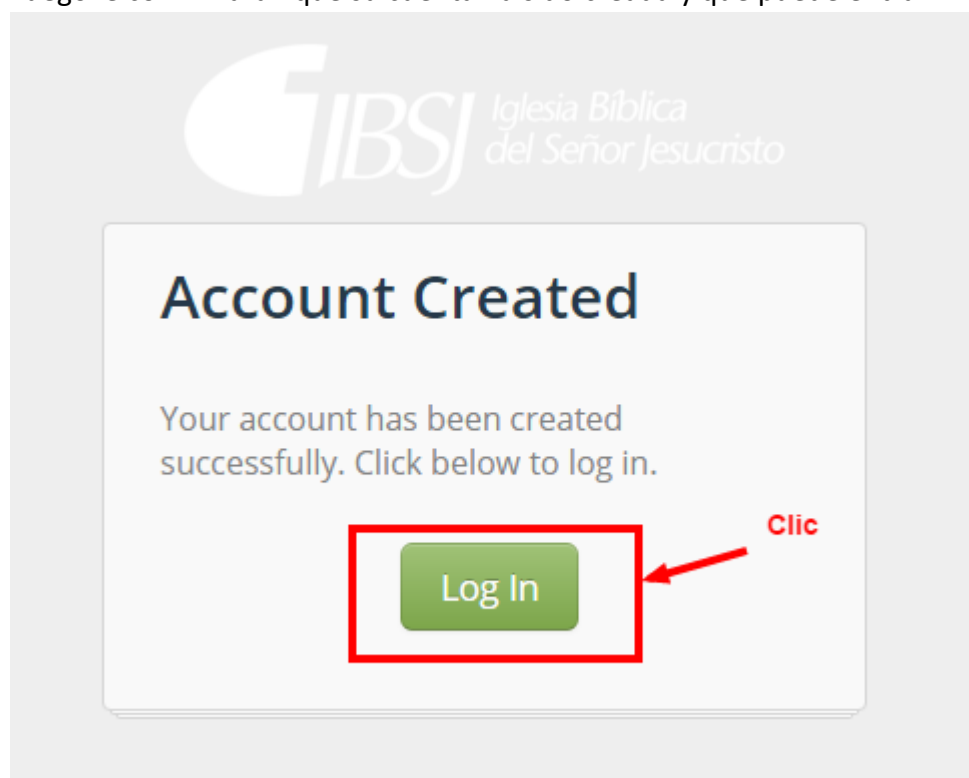 IBSJ Iglesia Bíblica
del Señor Jesucristo
Account Created
Your account has been created
successfully. Click below to log in.
Clic
Log In